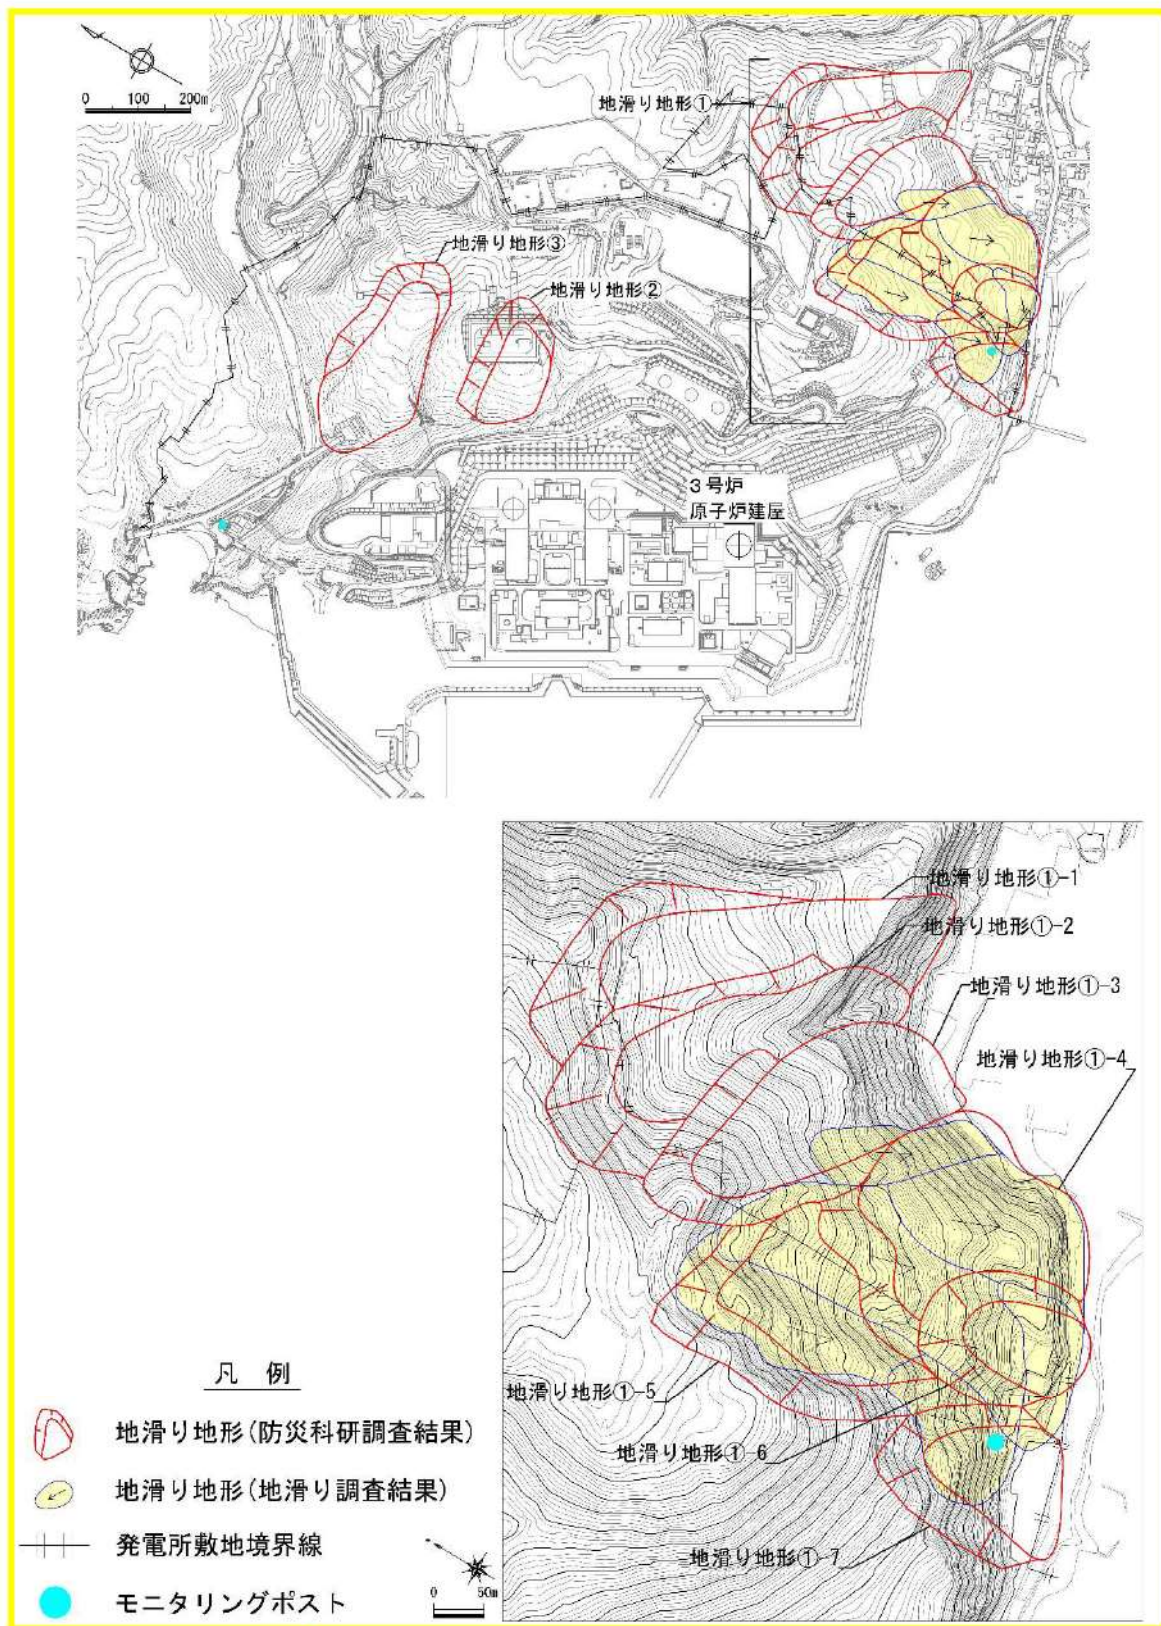 0 100 200m
地滑り地形①
地滑り地形③
地滑り地形②
3号炉
原子炉建屋
地滑り地形①-1
地滑り地形①-2
地滑り地形①-3
地滑り地形①-4
地滑り地形①-5
地滑り地形①-6
地滑り地形①-7
凡 例
地滑り地形(防災科研調査結果)
地滑り地形(地滑り調査結果)
発電所敷地境界線
モニタリングポスト
0 50m